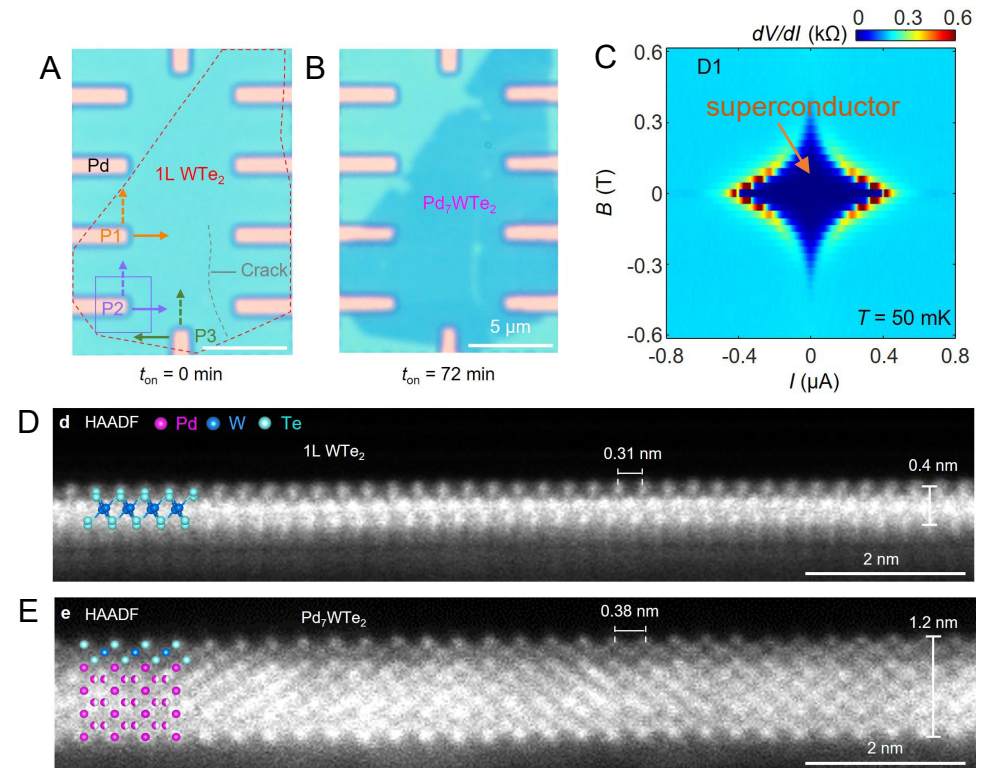 A
Pd
1L WTe₂
P1
Crack
P2
P3
t_on = 0 min
B
Pd₇WTe₂
5 μm
t_on = 72 min
C
dV/dI (kΩ)
0 0.3 0.6
D1
superconductor
T = 50 mK
0.6
0.3
0
-0.3
-0.6
B (T)
-0.8 -0.4 0 0.4 0.8
I (μA)
D
d HAADF Pd W Te
1L WTe₂
0.31 nm
0.4 nm
2 nm
E
e HAADF
Pd₇WTe₂
0.38 nm
1.2 nm
2 nm